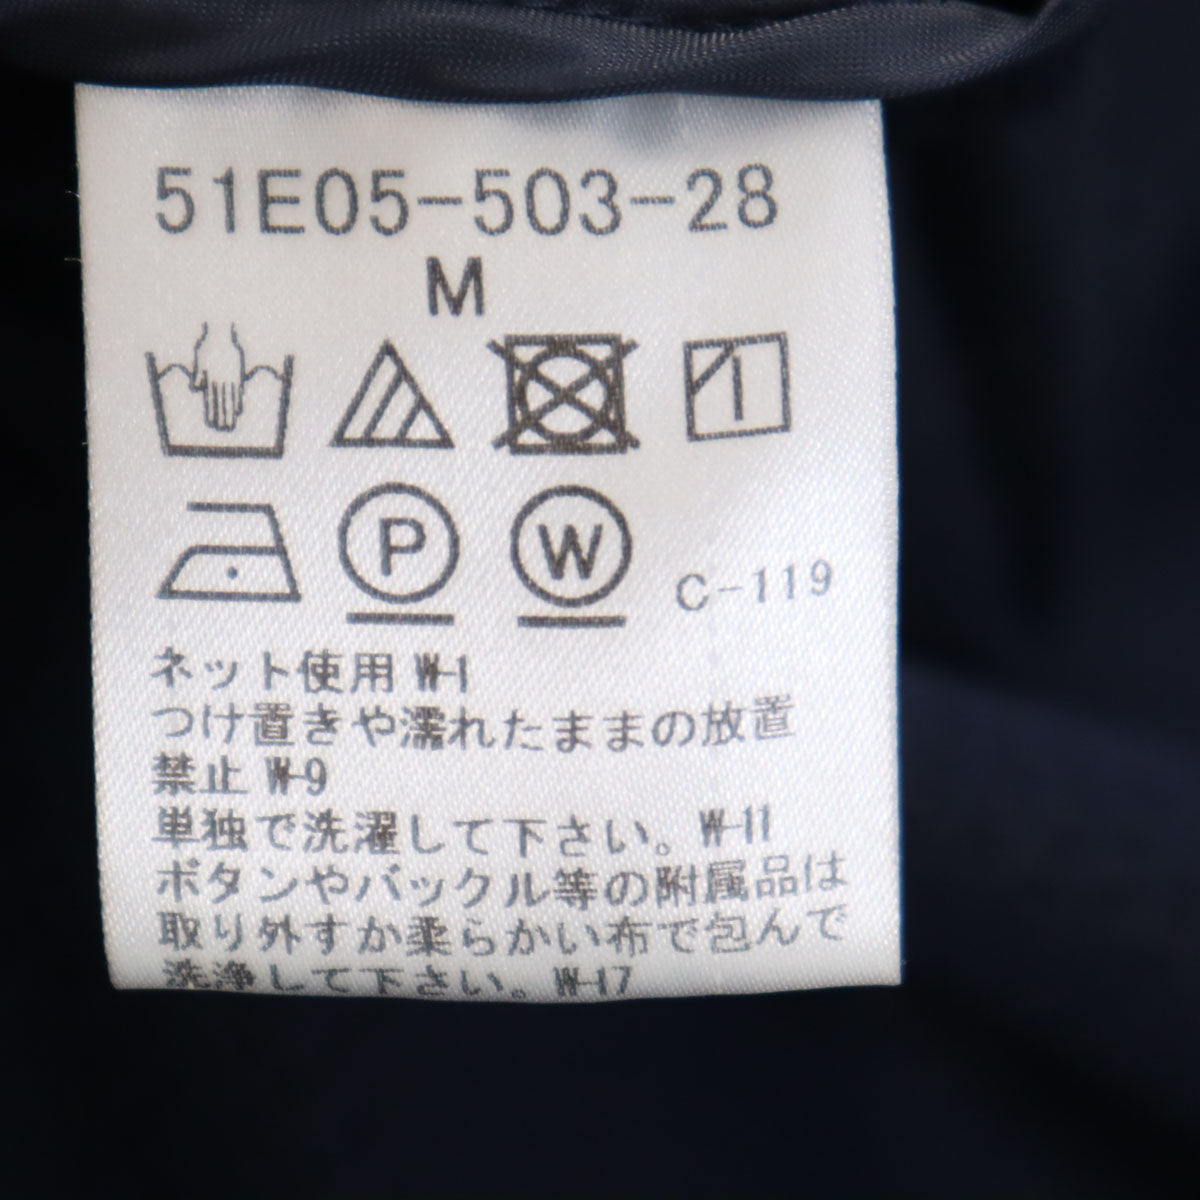 51E05-503-28
M
P W C-119
ネット使用 W-1
つけ置きや濡れたままの放置
禁止 W-9
単独で洗濯して下さい。W-11
ボタンやバックル等の附属品は
取り外すか柔らかい布で包んで
洗浄して下さい。W-17